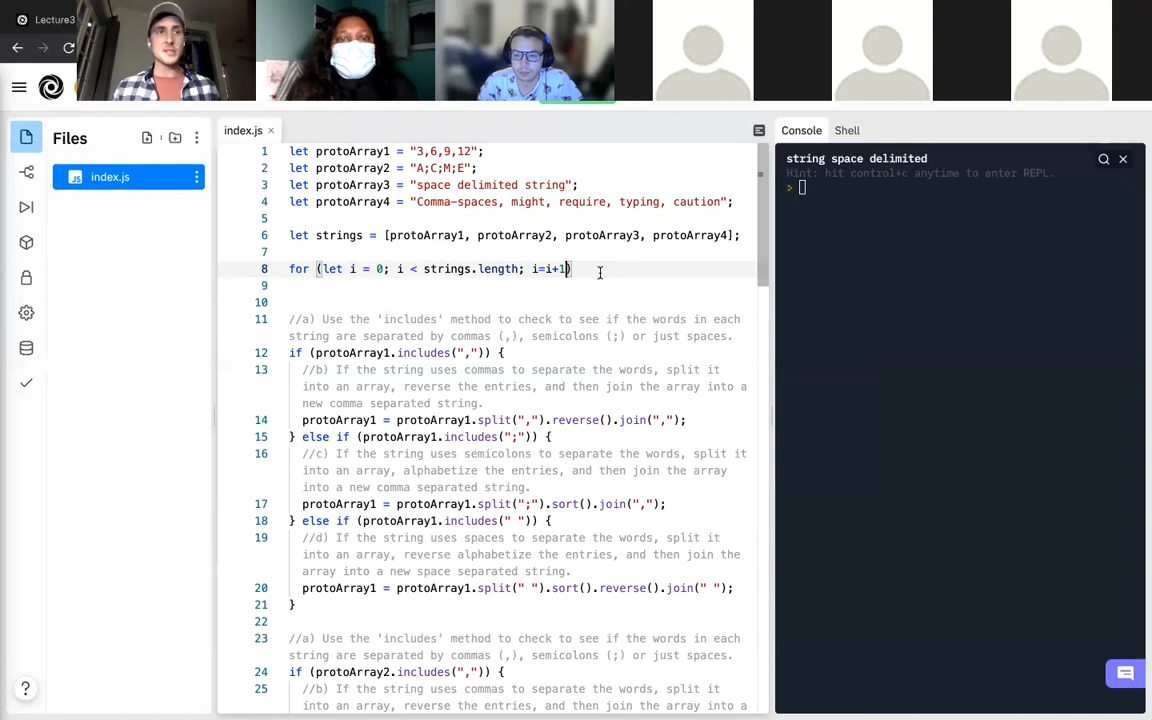 Lecture3
Files
index.js
index.js ×
Console
Shell
1 let protoArray1 = "3,6,9,12";
2 let protoArray2 = "A;C;M;E";
3 let protoArray3 = "space delimited string";
4 let protoArray4 = "Comma-spaces, might, require, typing, caution";
5
6 let strings = [protoArray1, protoArray2, protoArray3, protoArray4];
7
8 for (let i = 0; i < strings.length; i=i+1)
9
10
11 //a) Use the 'includes' method to check to see if the words in each
string are separated by commas (,), semicolons (;) or just spaces.
12 if (protoArray1.includes(",")) {
13 //b) If the string uses commas to separate the words, split it
into an array, reverse the entries, and then join the array into a
new comma separated string.
14 protoArray1 = protoArray1.split(",").reverse().join(",");
15 } else if (protoArray1.includes(";")) {
16 //c) If the string uses semicolons to separate the words, split it
into an array, alphabetize the entries, and then join the array
into a new comma separated string.
17 protoArray1 = protoArray1.split(";").sort().join(",");
18 } else if (protoArray1.includes(" ")) {
19 //d) If the string uses spaces to separate the words, split it
into an array, reverse alphabetize the entries, and then join the
array into a new space separated string.
20 protoArray1 = protoArray1.split(" ").sort().reverse().join(" ");
21 }
22
23 //a) Use the 'includes' method to check to see if the words in each
string are separated by commas (,), semicolons (;) or just spaces.
24 if (protoArray2.includes(",")) {
25 //b) If the string uses commas to separate the words, split it
into an array, reverse the entries, and then join the array into a
string space delimited
Hint: hit control+c anytime to enter REPL.
>
?